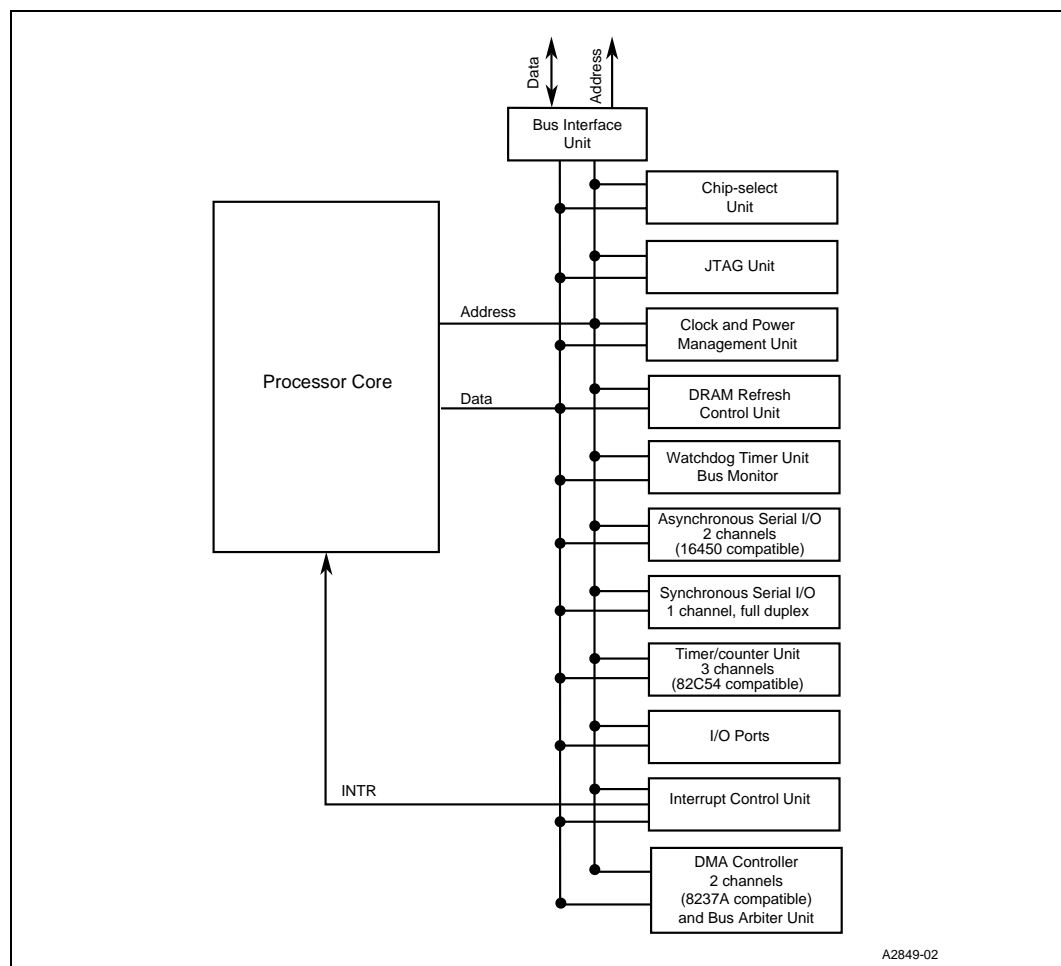 Data
Address
Bus Interface
Unit
Chip-select
Unit
JTAG Unit
Address
Clock and Power
Management Unit
Processor Core
Data
DRAM Refresh
Control Unit
Watchdog Timer Unit
Bus Monitor
Asynchronous Serial I/O
2 channels
(16450 compatible)
Synchronous Serial I/O
1 channel, full duplex
Timer/counter Unit
3 channels
(82C54 compatible)
I/O Ports
INTR
Interrupt Control Unit
DMA Controller
2 channels
(8237A compatible)
and Bus Arbiter Unit
A2849-02